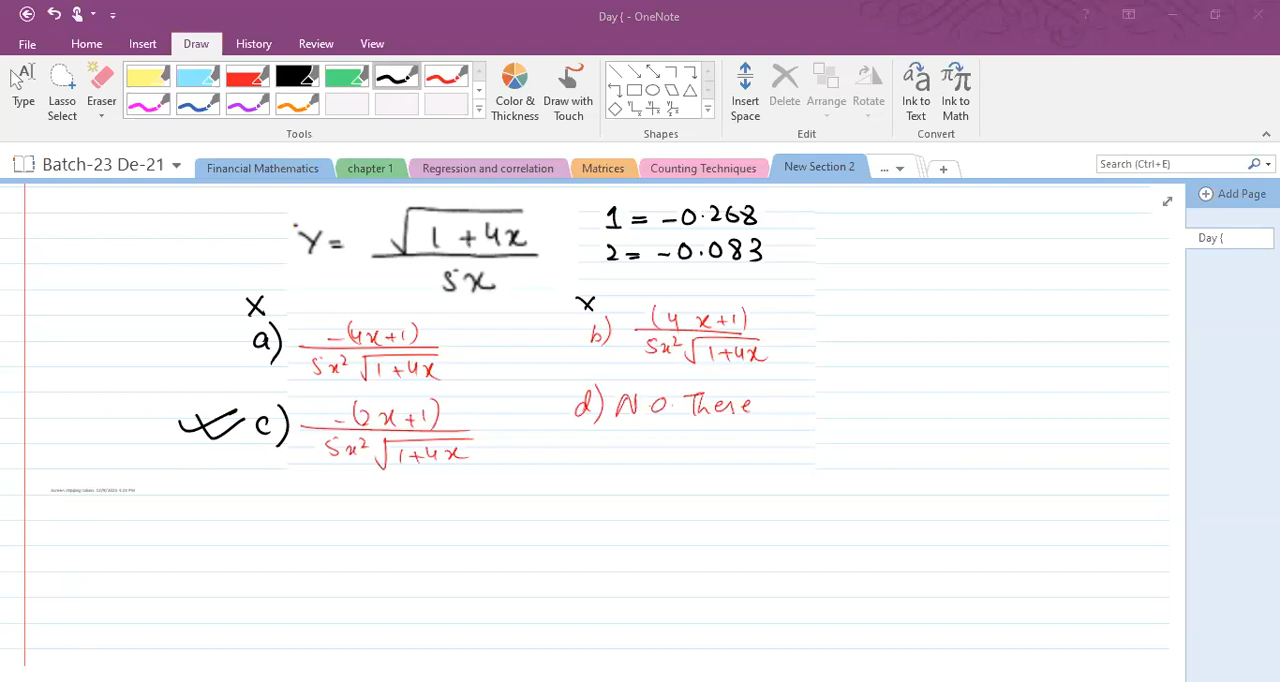 Day { - OneNote
File Home Insert Draw History Review View
Type
Lasso Select
Eraser
Color & Thickness
Draw with Touch
Insert Space
Delete
Arrange
Rotate
Ink to Text
Ink to Math
Tools Shapes Edit Convert
Batch-23 De-21 Financial Mathematics chapter 1 Regression and correlation Matrices Counting Techniques New Section 2 ... Search (Ctrl+E)
Add Page
Day {
Y = √(1+4x) / 5x
1 = -0.268
2 = -0.083
X
a) -(4x+1) / 5x² √(1+4x)
X
b) (4x+1) / 5x² √(1+4x)
c) -(2x+1) / 5x² √(1+4x)
d) NO. There